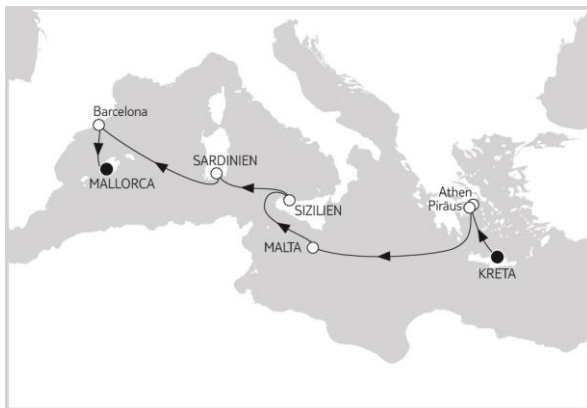 Barcelona
SARDINIEN
MALLORCA
SIZILIEN
Athen
Piräus
MALTA
KRETA